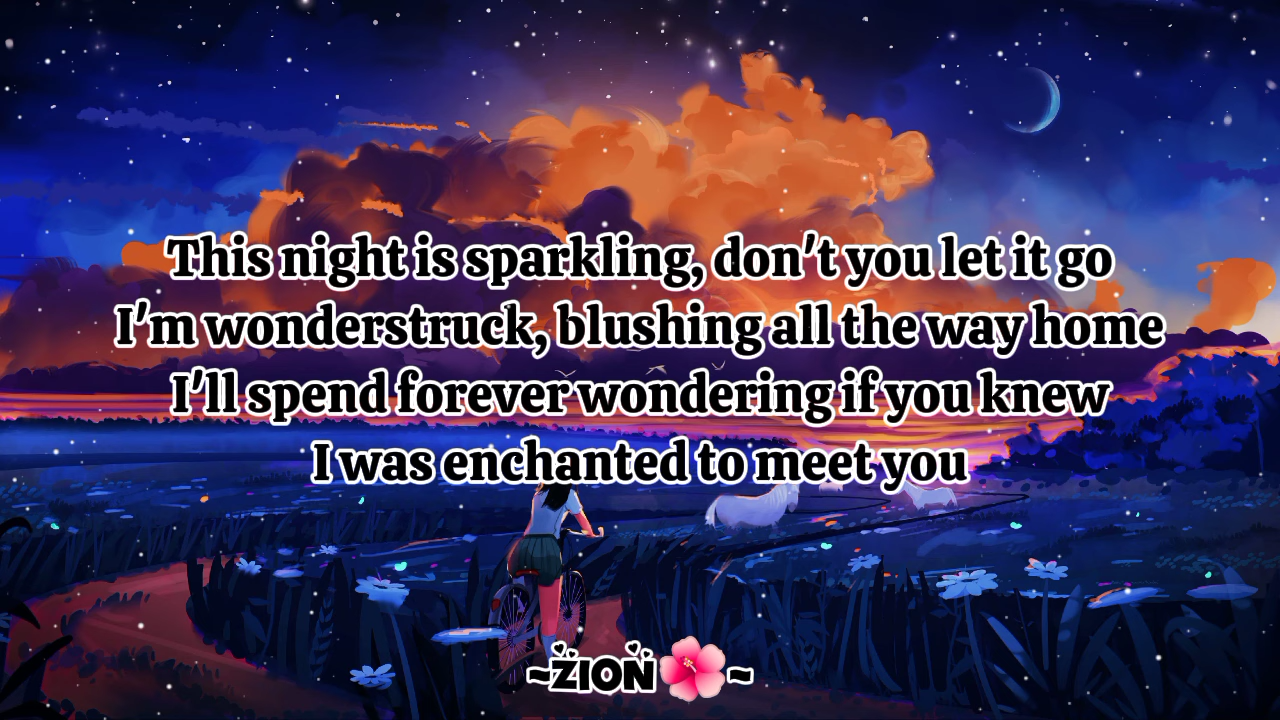 This night is sparkling, don't you let it go
I'm wonderstruck, blushing all the way home
I'll spend forever wondering if you knew
I was enchanted to meet you
~ZION🌺~